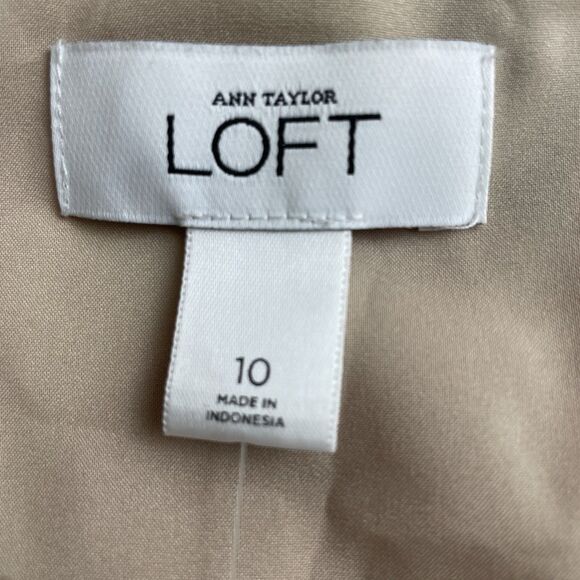 ANN TAYLOR
LOFT
10
MADE IN
INDONESIA